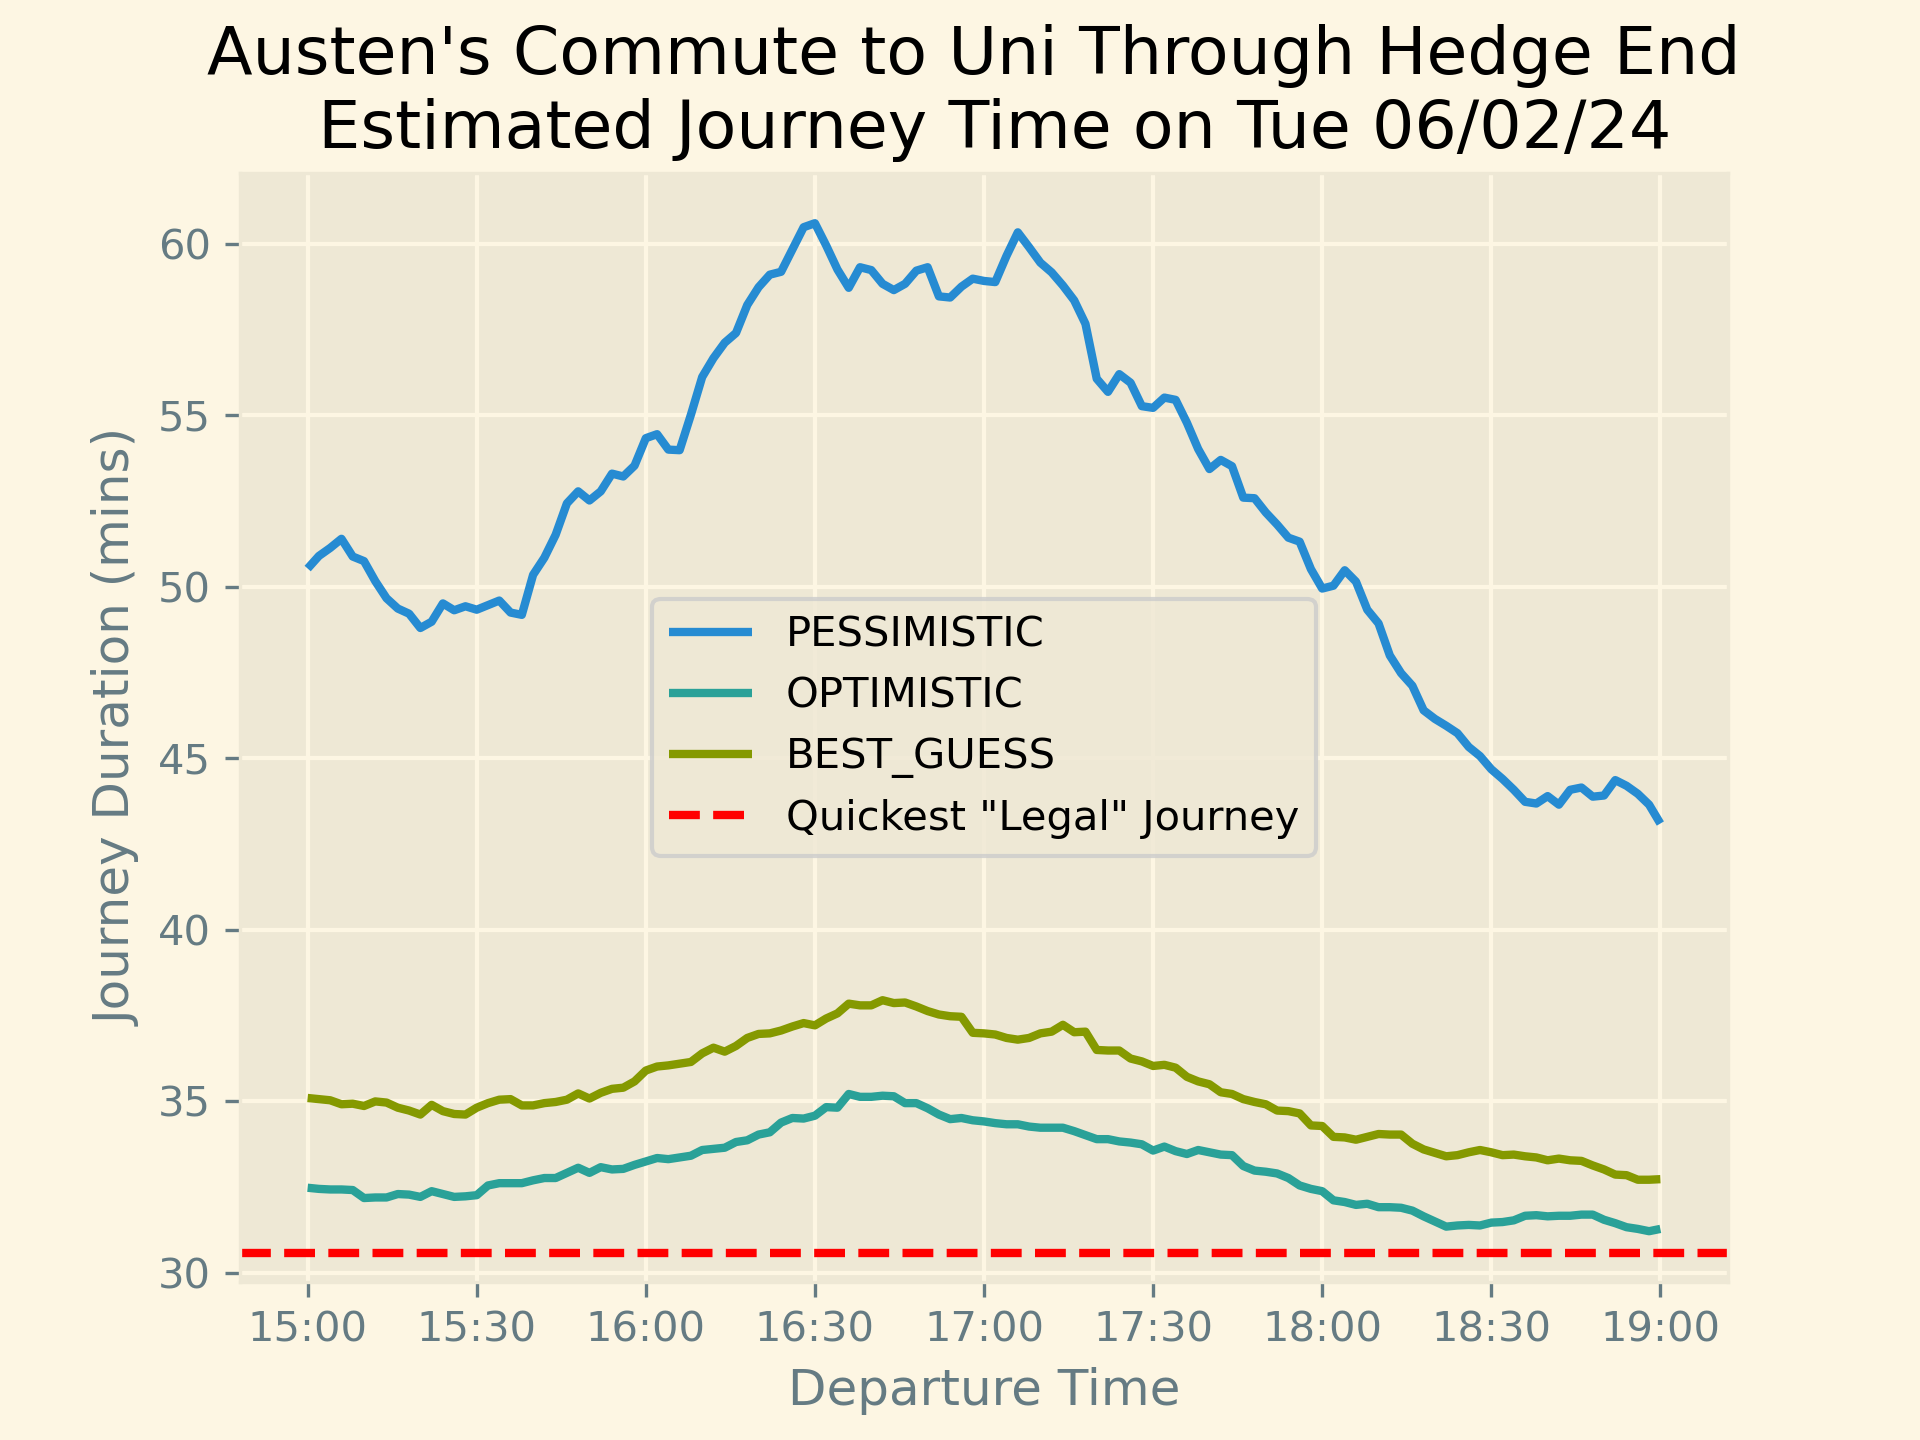 Austen's Commute to Uni Through Hedge End
Estimated Journey Time on Tue 06/02/24
Journey Duration (mins)
60
55
50
45
40
35
30
PESSIMISTIC
OPTIMISTIC
BEST_GUESS
Quickest "Legal" Journey
15:00 15:30 16:00 16:30 17:00 17:30 18:00 18:30 19:00
Departure Time